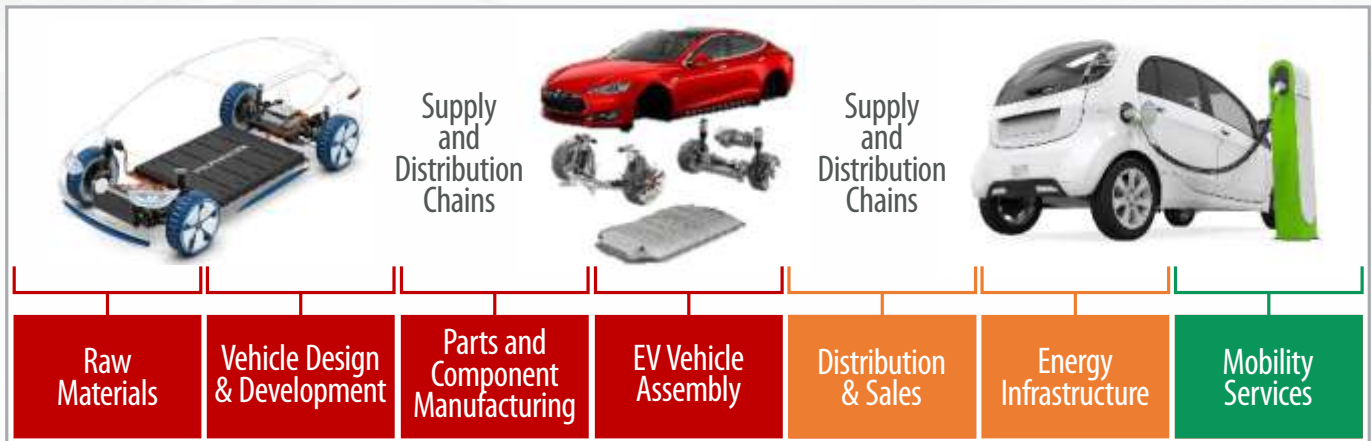 Supply
and
Distribution
Chains
Supply
and
Distribution
Chains
Raw
Materials
Vehicle Design
& Development
Parts and
Component
Manufacturing
EV Vehicle
Assembly
Distribution
& Sales
Energy
Infrastructure
Mobility
Services